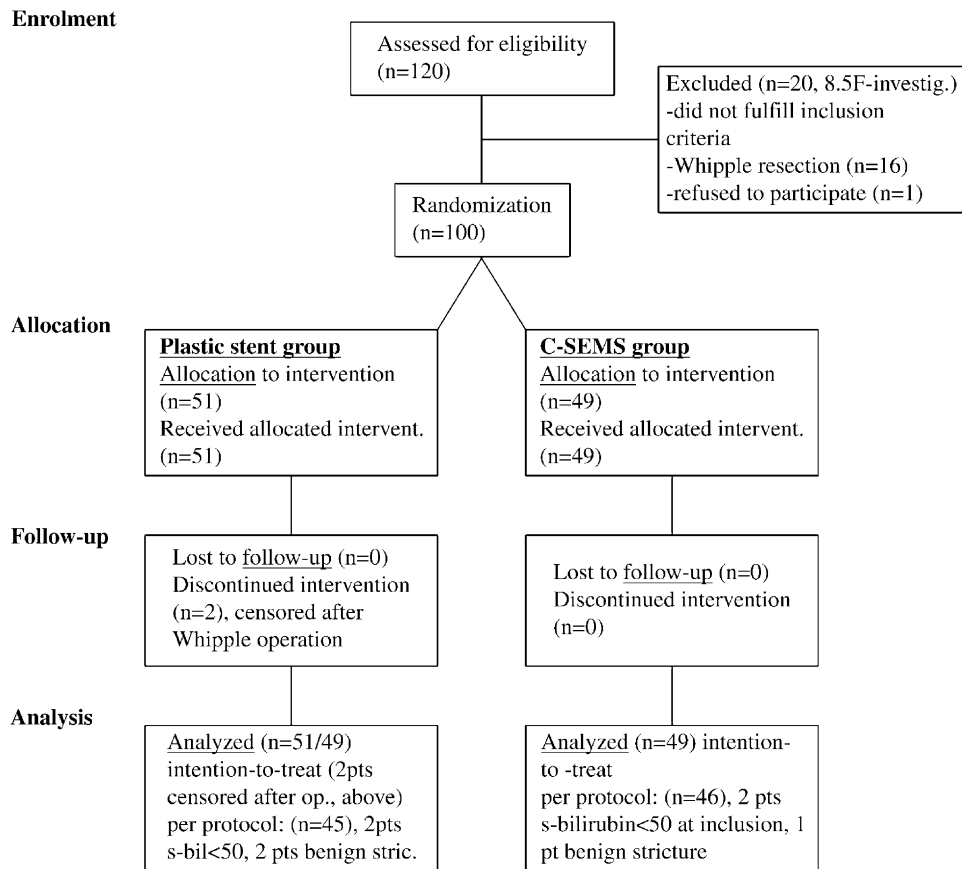 Enrolment
Assessed for eligibility
(n=120)
Excluded (n=20, 8.5F-investig.)
-did not fulfill inclusion
criteria
-Whipple resection (n=16)
-refused to participate (n=1)
Randomization
(n=100)
Allocation
Plastic stent group
Allocation to intervention
(n=51)
Received allocated intervent.
(n=51)
C-SEMS group
Allocation to intervention
(n=49)
Received allocated intervent.
(n=49)
Follow-up
Lost to follow-up (n=0)
Discontinued intervention
(n=2), censored after
Whipple operation
Lost to follow-up (n=0)
Discontinued intervention
(n=0)
Analysis
Analyzed (n=51/49)
intention-to-treat (2pts
censored after op., above)
per protocol: (n=45), 2pts
s-bil<50, 2 pts benign stric.
Analyzed (n=49) intention-
to -treat
per protocol: (n=46), 2 pts
s-bilirubin<50 at inclusion, 1
pt benign stricture